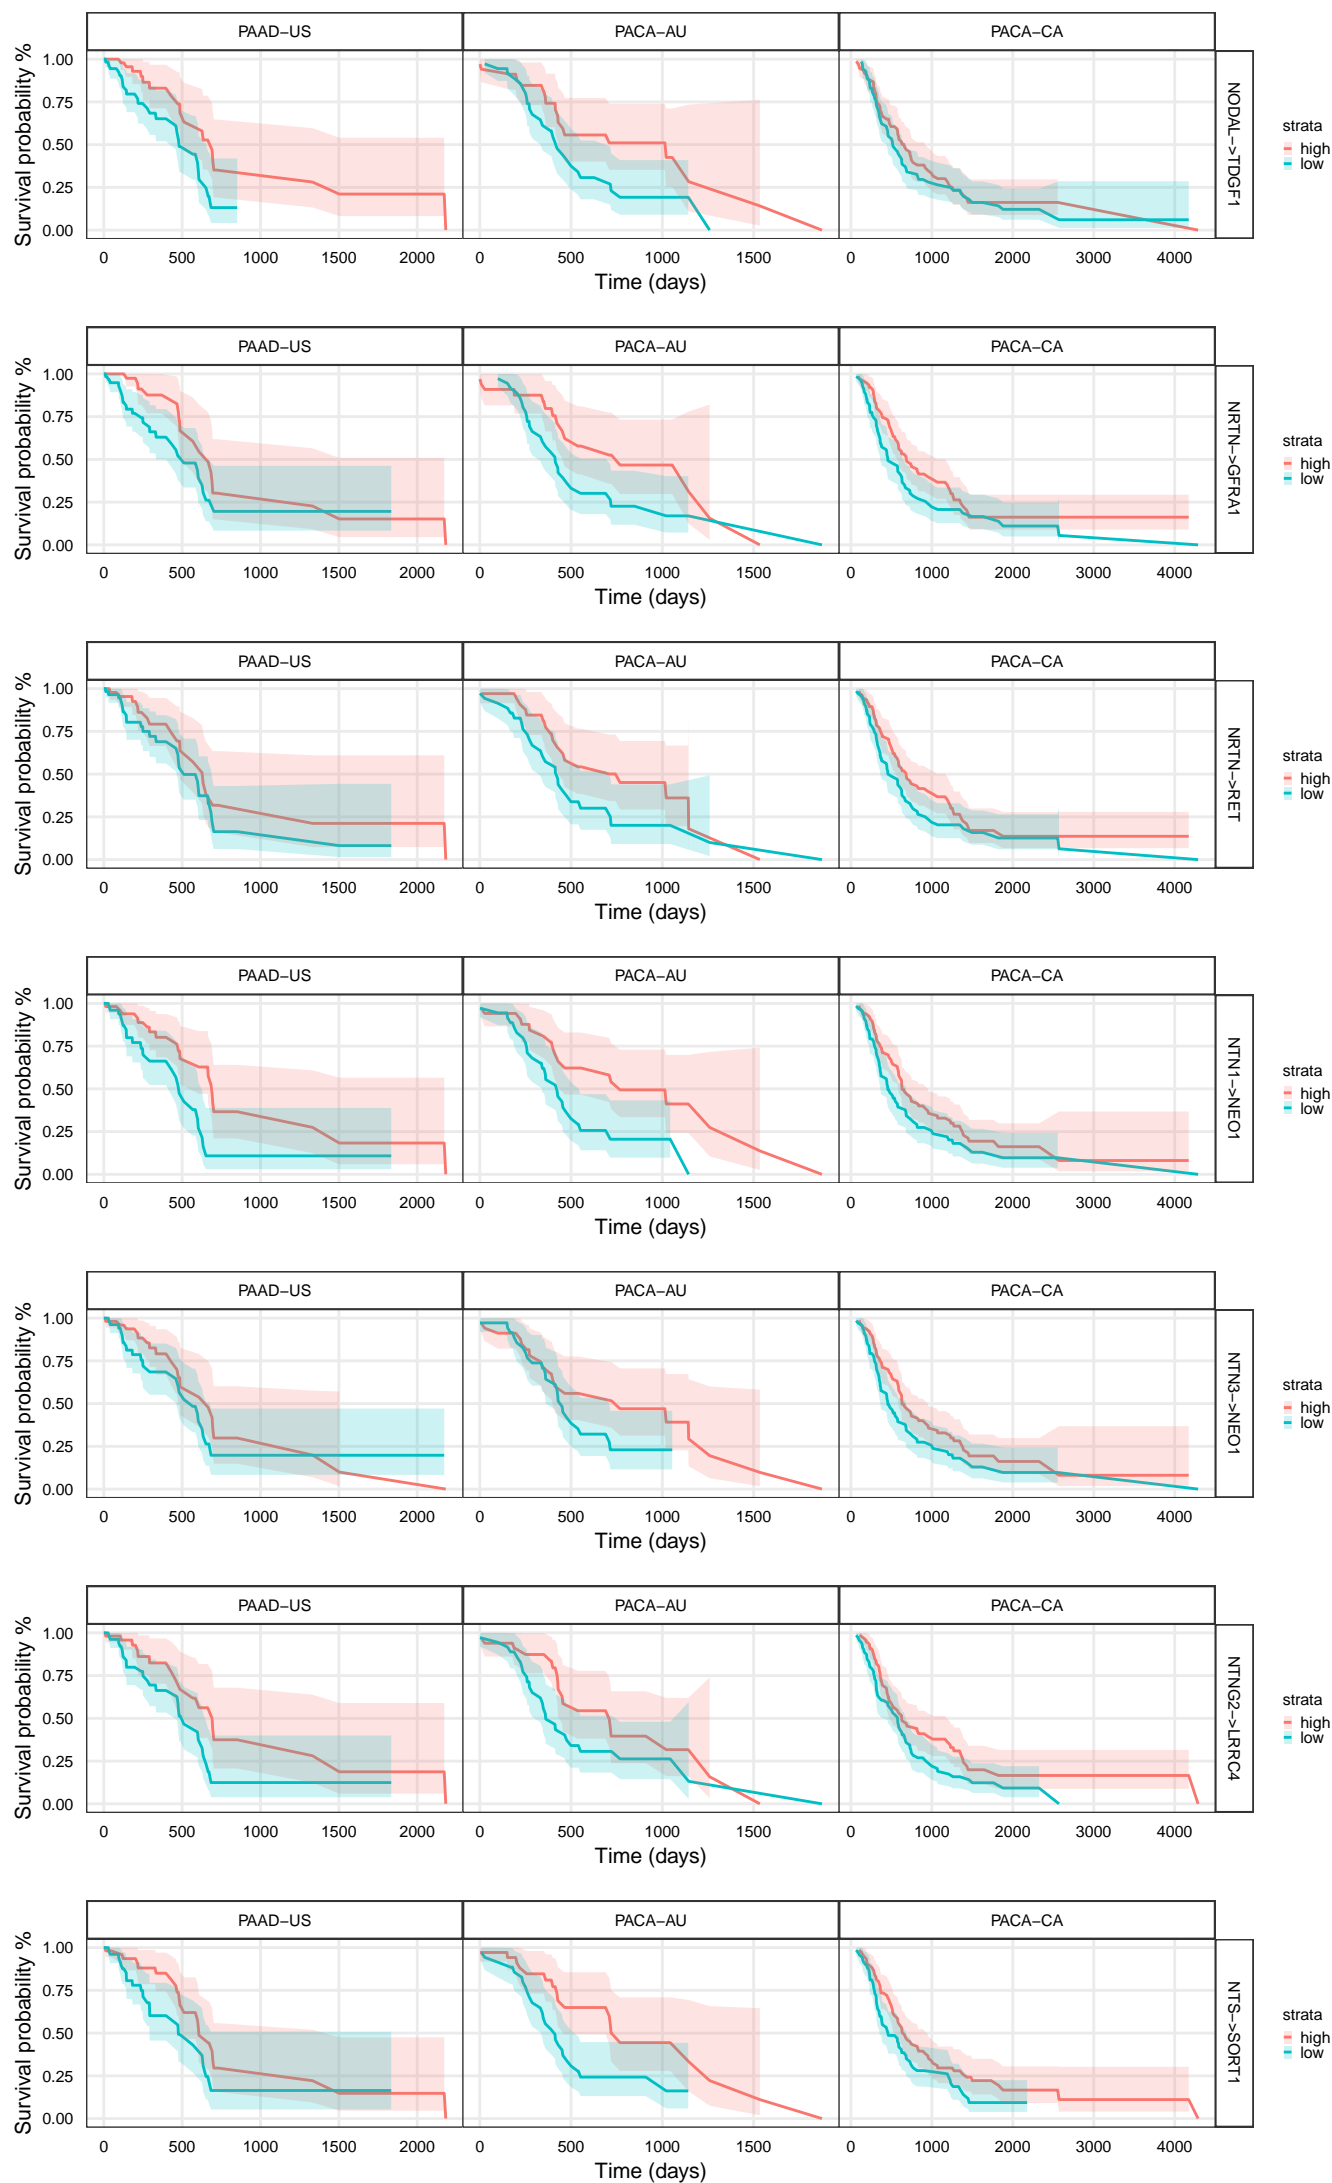 PAAD−US PACA−AU PACA−CA
Survival probability %
1.00
0.75
0.50
0.25
0.00
NODAL−>TDGF1
strata
high
low
0 500 1000 1500 2000 0 500 1000 1500 0 1000 2000 3000 4000
Time (days)
PAAD−US PACA−AU PACA−CA
Survival probability %
1.00
0.75
0.50
0.25
0.00
NRTN−>GFRA1
strata
high
low
0 500 1000 1500 2000 0 500 1000 1500 0 1000 2000 3000 4000
Time (days)
PAAD−US PACA−AU PACA−CA
Survival probability %
1.00
0.75
0.50
0.25
0.00
NRTN−>RET
strata
high
low
0 500 1000 1500 2000 0 500 1000 1500 0 1000 2000 3000 4000
Time (days)
PAAD−US PACA−AU PACA−CA
Survival probability %
1.00
0.75
0.50
0.25
0.00
NTN1−>NEO1
strata
high
low
0 500 1000 1500 2000 0 500 1000 1500 0 1000 2000 3000 4000
Time (days)
PAAD−US PACA−AU PACA−CA
Survival probability %
1.00
0.75
0.50
0.25
0.00
NTN3−>NEO1
strata
high
low
0 500 1000 1500 2000 0 500 1000 1500 0 1000 2000 3000 4000
Time (days)
PAAD−US PACA−AU PACA−CA
Survival probability %
1.00
0.75
0.50
0.25
0.00
NTNG2−>LRRC4
strata
high
low
0 500 1000 1500 2000 0 500 1000 1500 0 1000 2000 3000 4000
Time (days)
PAAD−US PACA−AU PACA−CA
Survival probability %
1.00
0.75
0.50
0.25
0.00
NTS−>SORT1
strata
high
low
0 500 1000 1500 2000 0 500 1000 1500 0 1000 2000 3000 4000
Time (days)